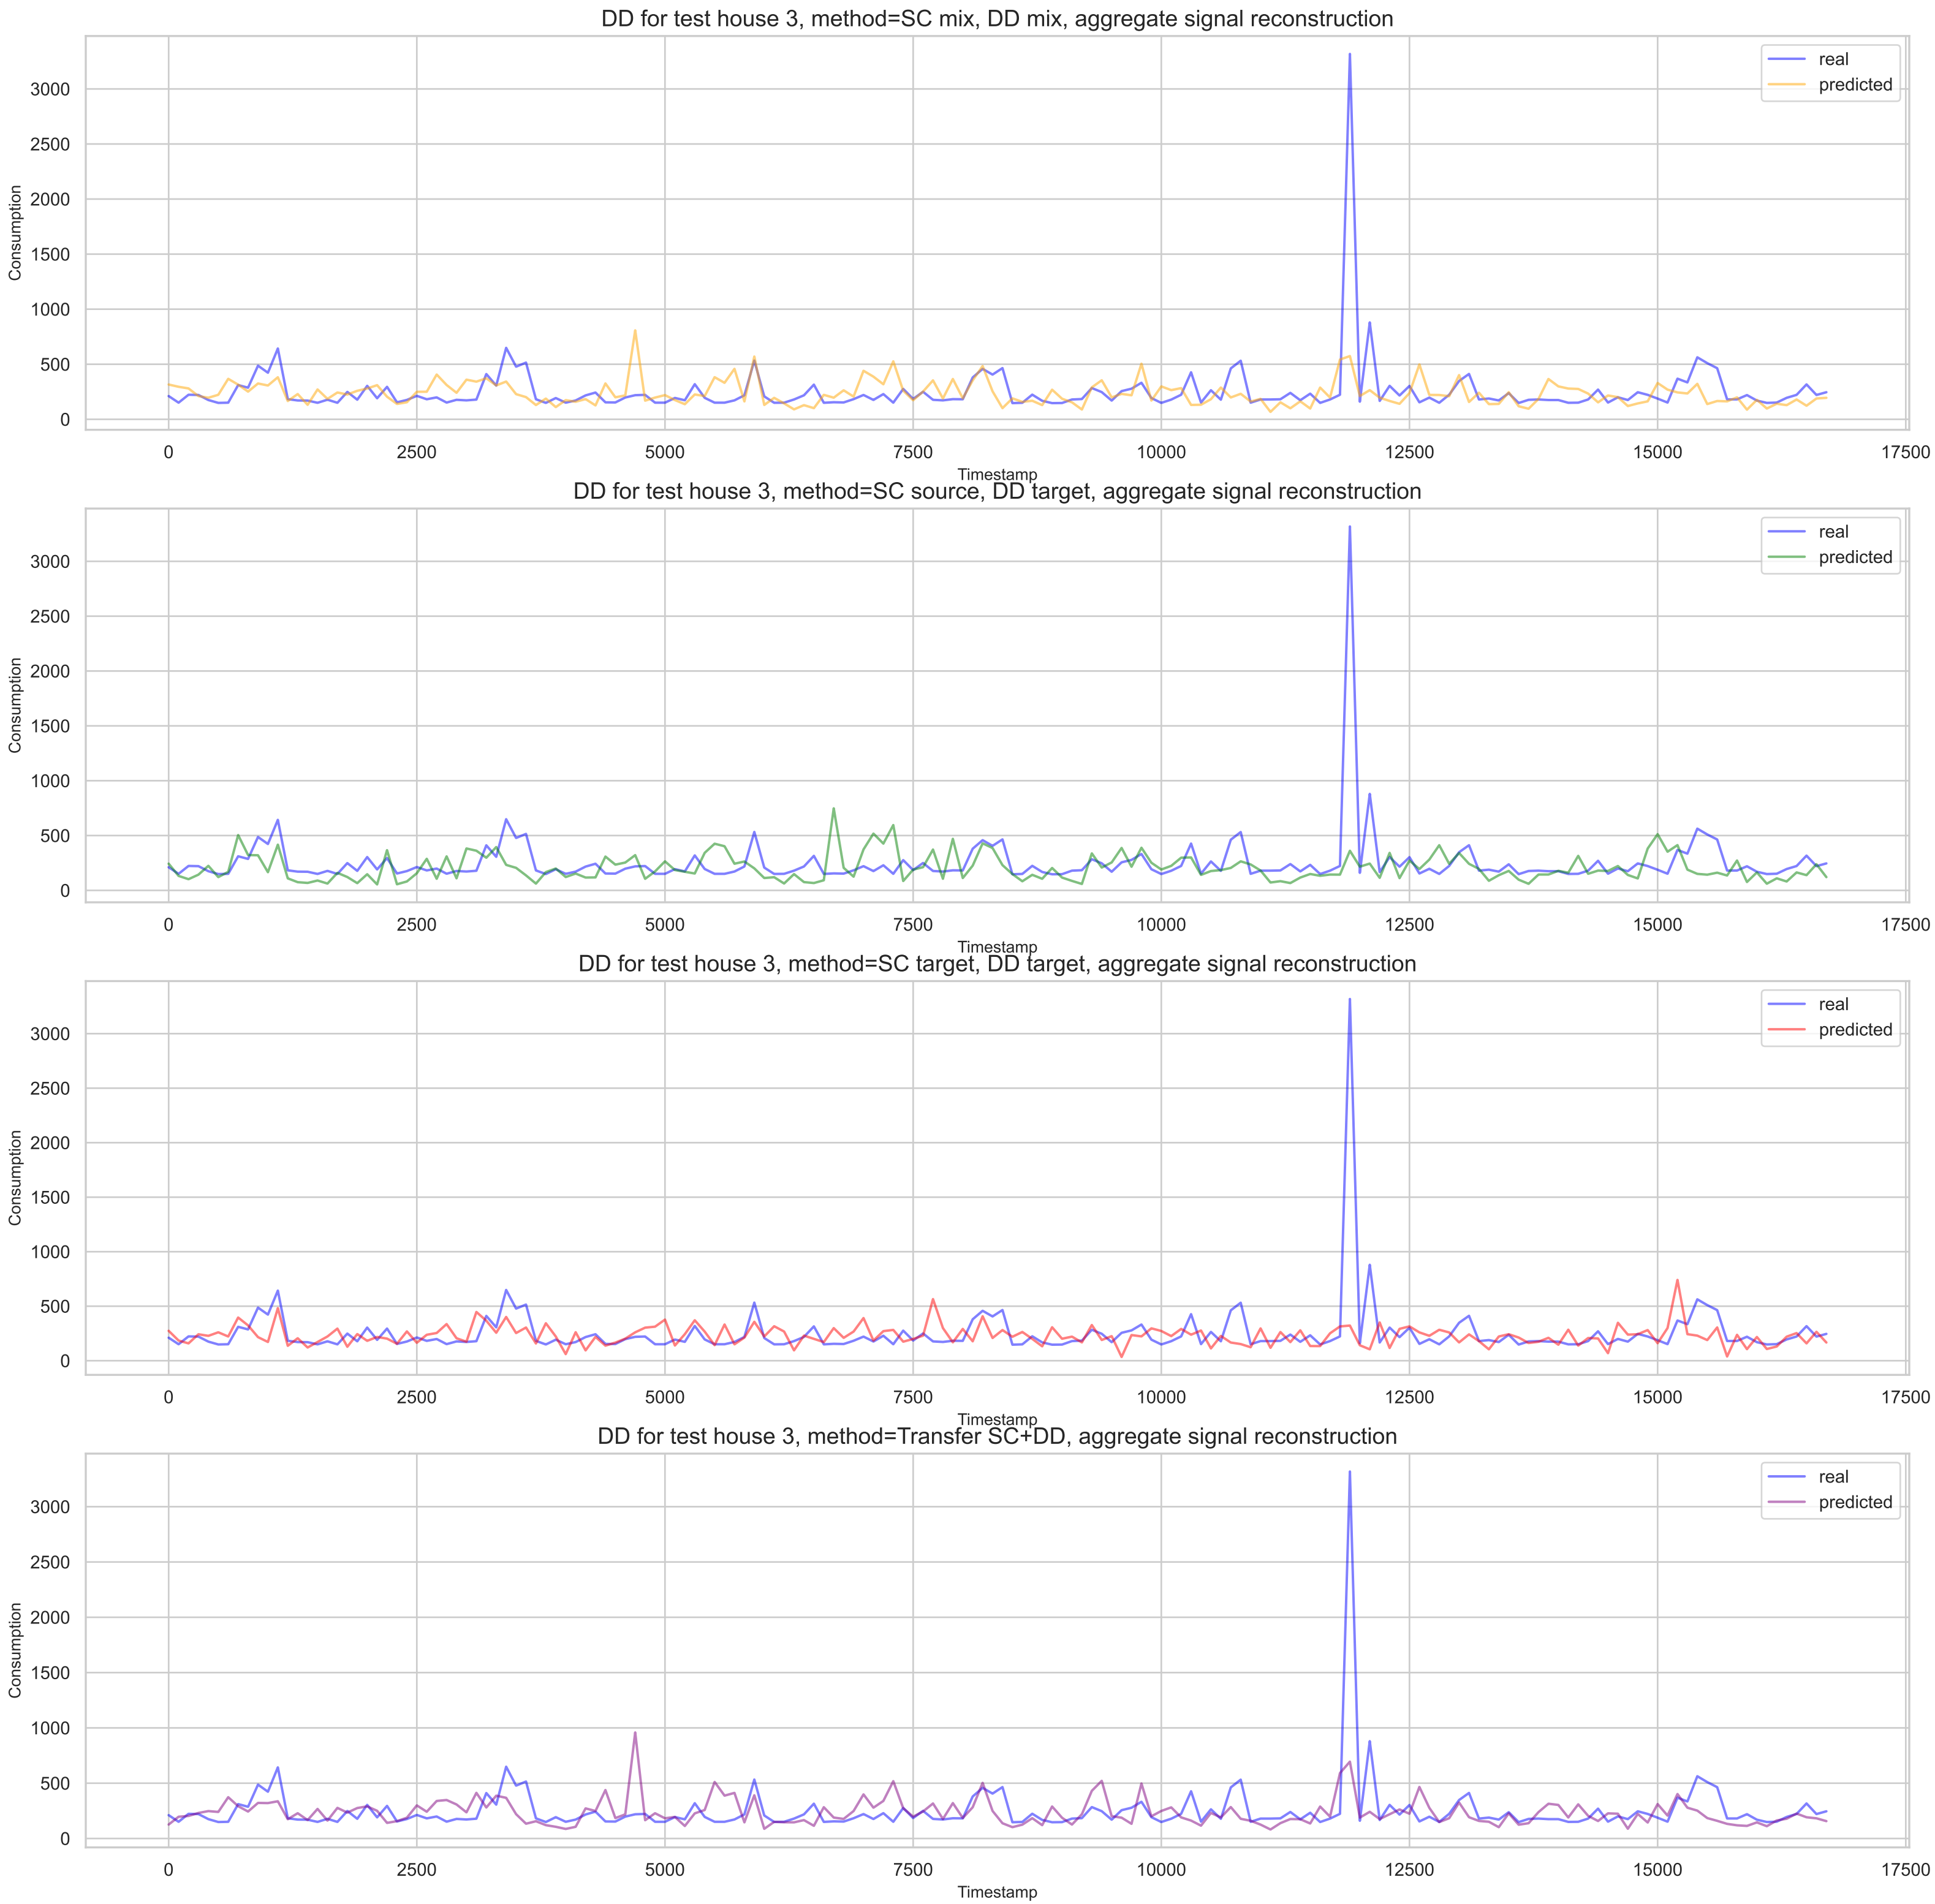 DD for test house 3, method=SC mix, DD mix, aggregate signal reconstruction
real
predicted
Consumption
3000
2500
2000
1500
1000
500
0
0 2500 5000 7500 10000 12500 15000 17500
Timestamp
DD for test house 3, method=SC source, DD target, aggregate signal reconstruction
real
predicted
Consumption
3000
2500
2000
1500
1000
500
0
0 2500 5000 7500 10000 12500 15000 17500
Timestamp
DD for test house 3, method=SC target, DD target, aggregate signal reconstruction
real
predicted
Consumption
3000
2500
2000
1500
1000
500
0
0 2500 5000 7500 10000 12500 15000 17500
Timestamp
DD for test house 3, method=Transfer SC+DD, aggregate signal reconstruction
real
predicted
Consumption
3000
2500
2000
1500
1000
500
0
0 2500 5000 7500 10000 12500 15000 17500
Timestamp